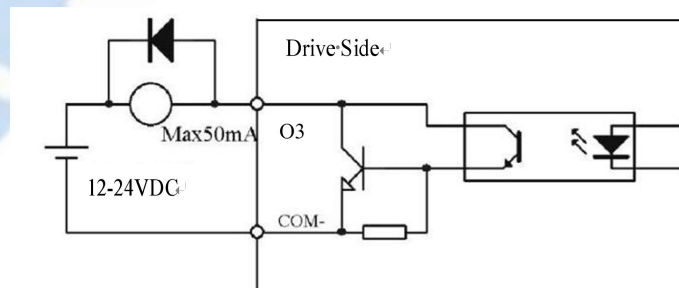 Drive Side
Max50mA
O3
12-24VDC
COM-